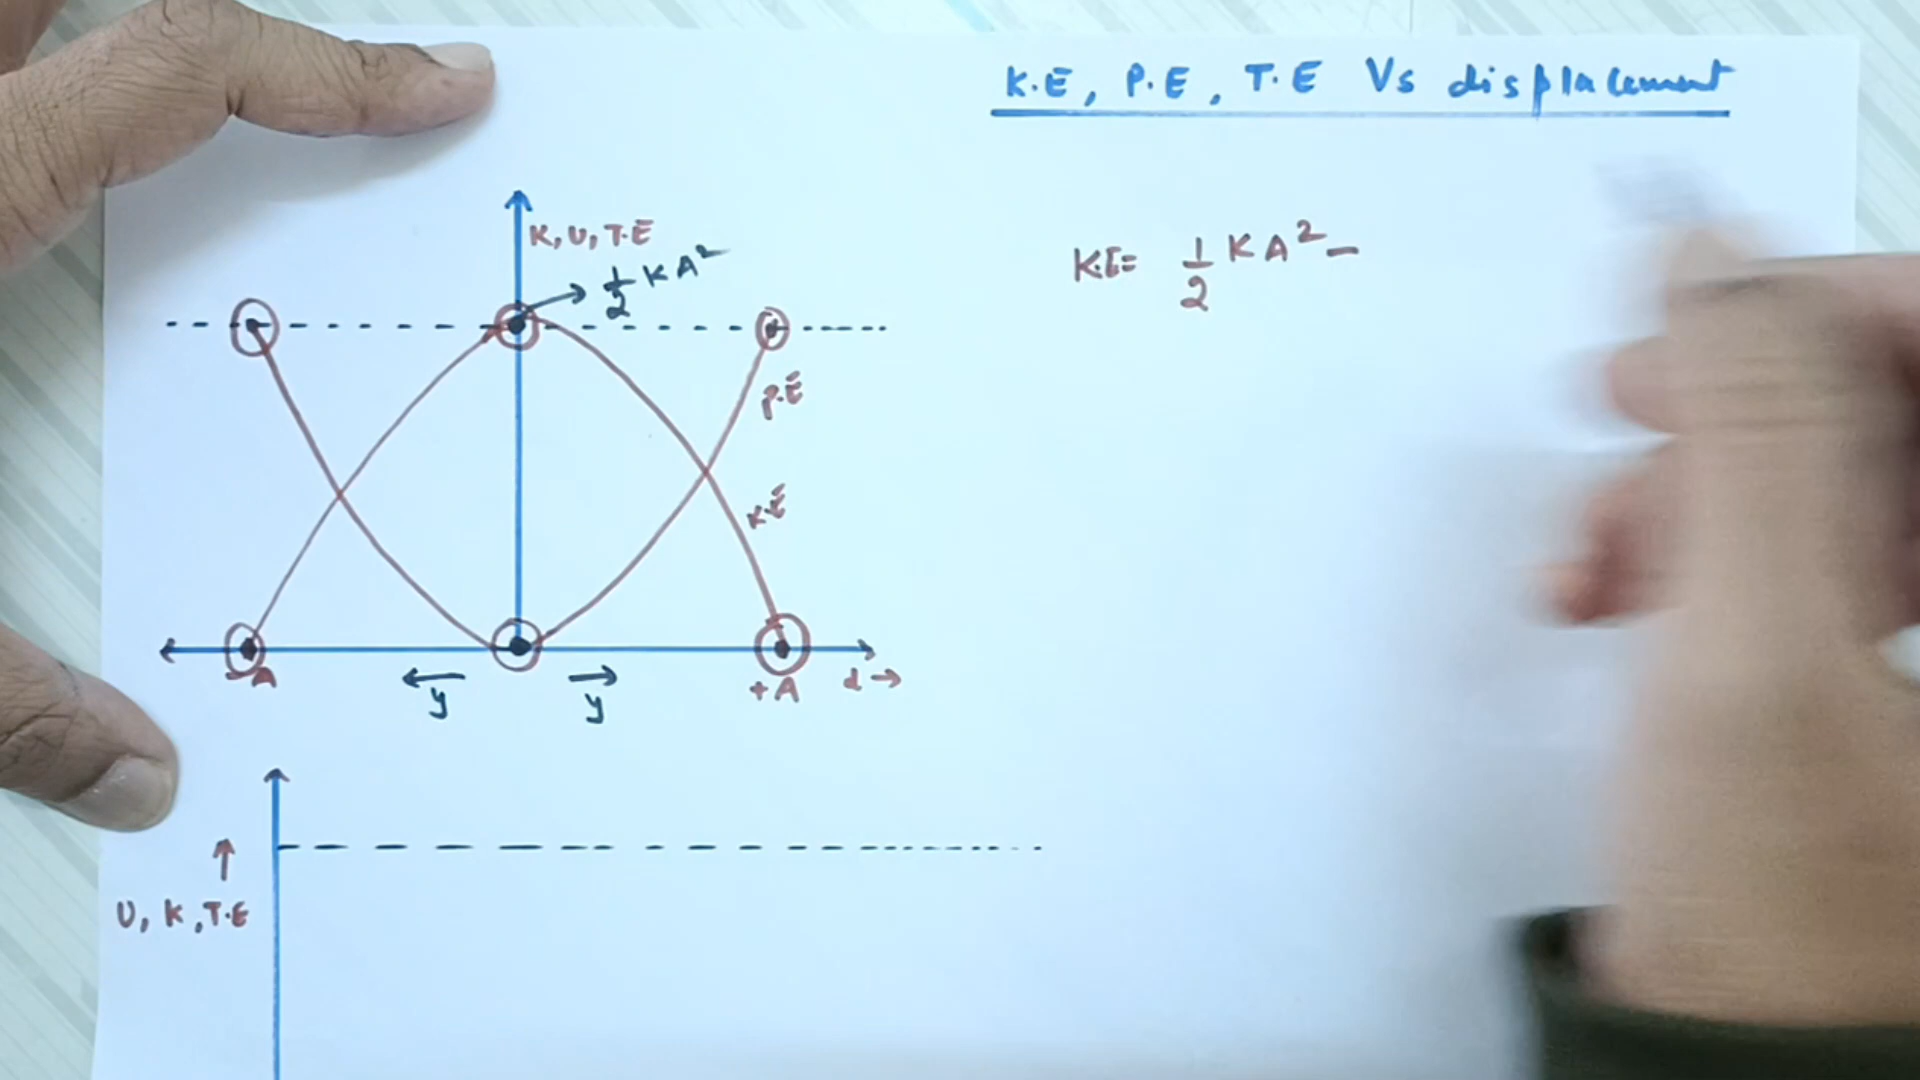 K.E, P.E, T.E Vs displacement
K, U, T.E
1/2 KA²
K.E = 1/2 KA² -
P.E
K.E
-A
y
y
+A
d →
U, K, T.E